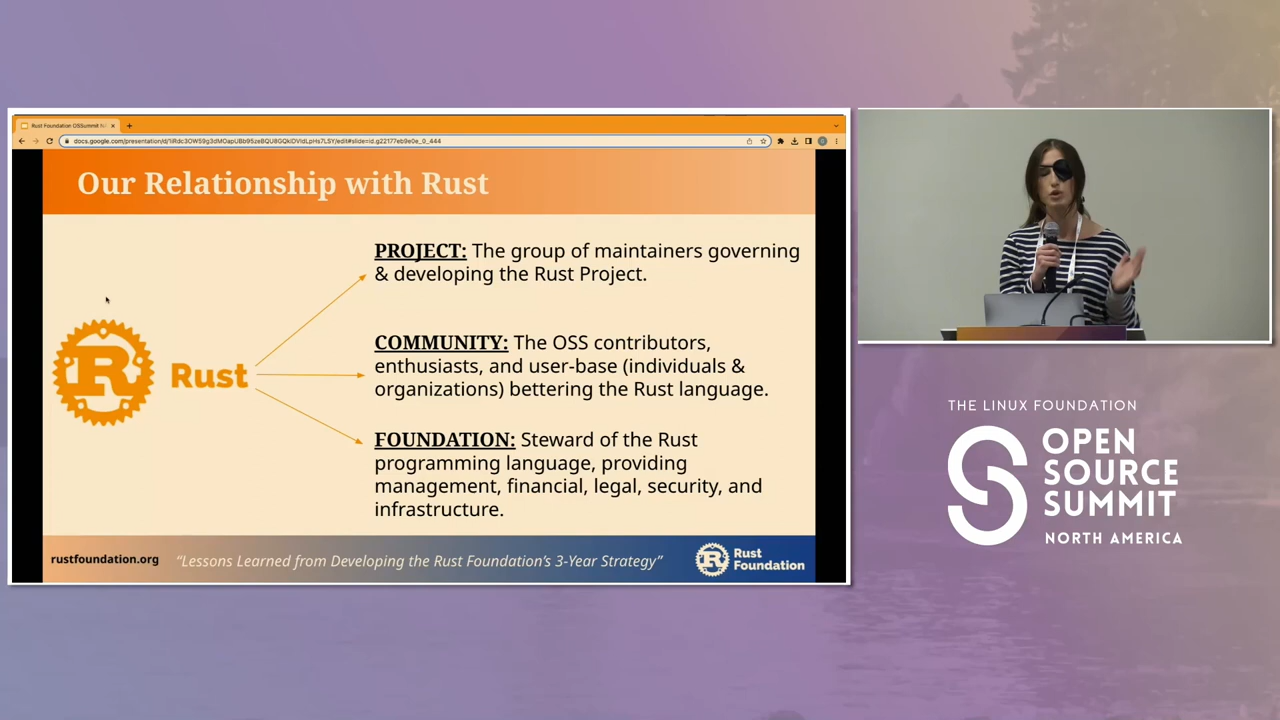 Rust Foundation OSSummit
Our Relationship with Rust
PROJECT: The group of maintainers governing
& developing the Rust Project.
COMMUNITY: The OSS contributors,
enthusiasts, and user-base (individuals &
organizations) bettering the Rust language.
R Rust
FOUNDATION: Steward of the Rust
programming language, providing
management, financial, legal, security, and
infrastructure.
rustfoundation.org
“Lessons Learned from Developing the Rust Foundation’s 3-Year Strategy”
R Rust
Foundation
THE LINUX FOUNDATION
OPEN
SOURCE
SUMMIT
NORTH AMERICA